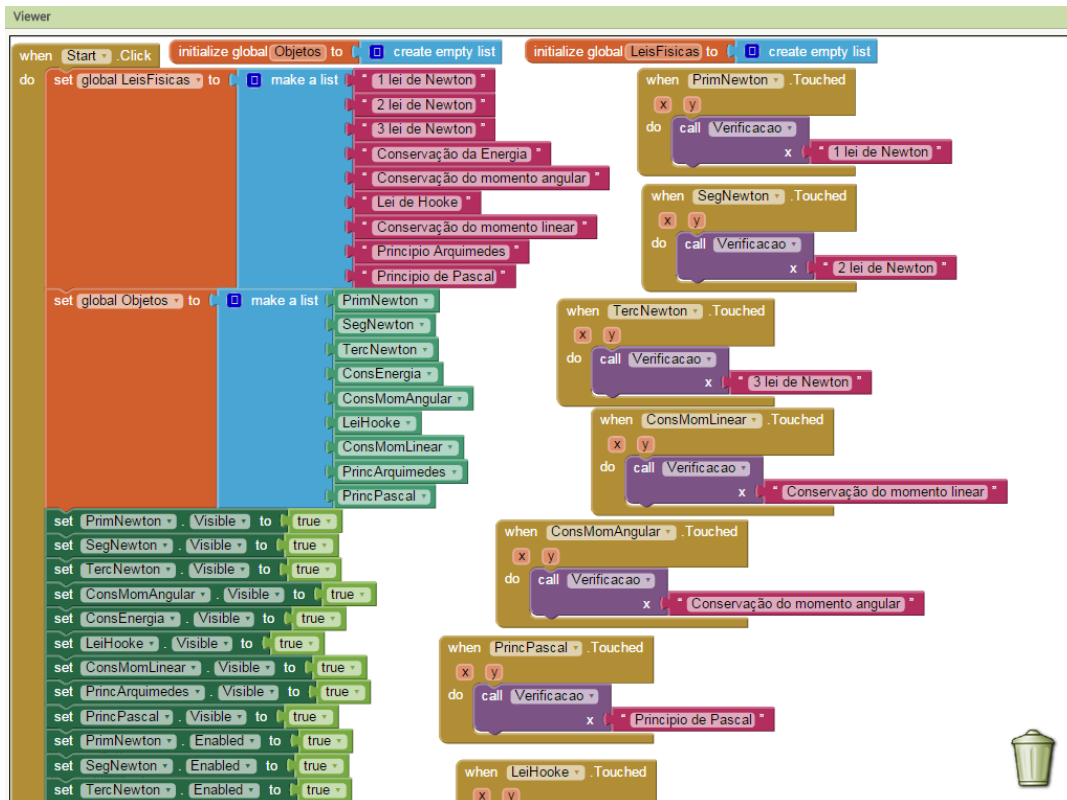 Viewer
initialize global Objetos to create empty list
initialize global LeisFisicas to create empty list
when Start .Click
do set global LeisFisicas to make a list " 1 lei de Newton "
" 2 lei de Newton "
" 3 lei de Newton "
" Conservação da Energia "
" Conservação do momento angular "
" Lei de Hooke "
" Conservação do momento linear "
" Principio Arquimedes "
" Principio de Pascal "
set global Objetos to make a list PrimNewton
SegNewton
TercNewton
ConsEnergia
ConsMomAngular
LeiHooke
ConsMomLinear
PrincArquimedes
PrincPascal
set PrimNewton . Visible to true
set SegNewton . Visible to true
set TercNewton . Visible to true
set ConsMomAngular . Visible to true
set ConsEnergia . Visible to true
set LeiHooke . Visible to true
set ConsMomLinear . Visible to true
set PrincArquimedes . Visible to true
set PrincPascal . Visible to true
set PrimNewton . Enabled to true
set SegNewton . Enabled to true
set TercNewton . Enabled to true
when PrimNewton .Touched
x y
do call Verificacao
x " 1 lei de Newton "
when SegNewton .Touched
x y
do call Verificacao
x " 2 lei de Newton "
when TercNewton .Touched
x y
do call Verificacao
x " 3 lei de Newton "
when ConsMomLinear .Touched
x y
do call Verificacao
x " Conservação do momento linear "
when ConsMomAngular .Touched
x y
do call Verificacao
x " Conservação do momento angular "
when PrincPascal .Touched
x y
do call Verificacao
x " Principio de Pascal "
when LeiHooke .Touched
x y